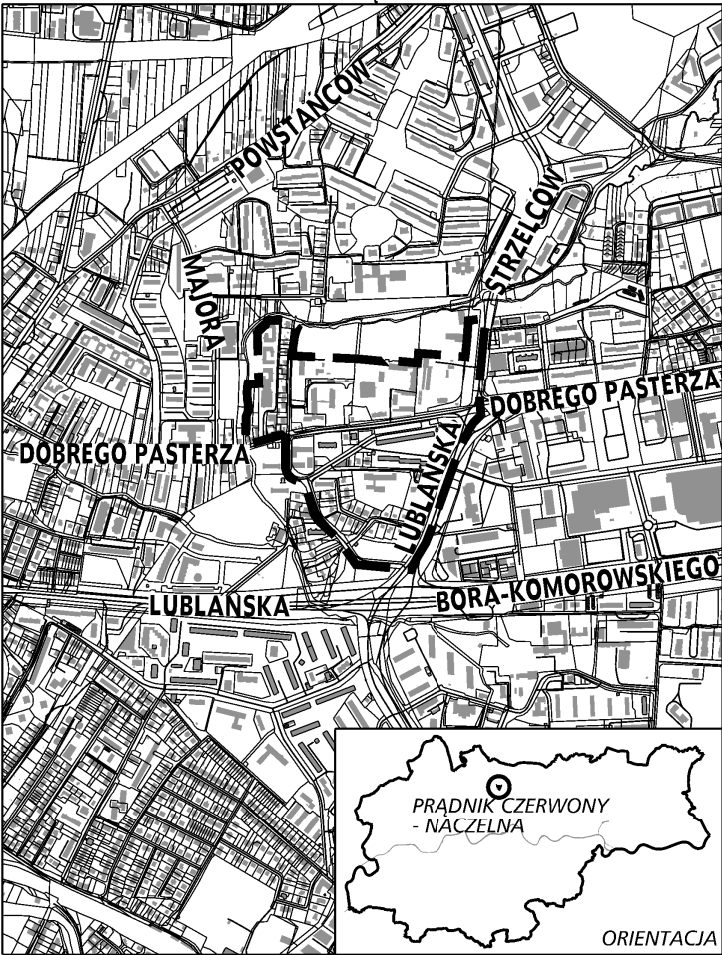 POWSTAŃCÓW
STRZELCÓW
MAJORA
DOBREGO PASTERZA
DOBREGO PASTERZA
LUBLAŃSKA
BORA-KOMOROWSKIEGO
LUBLAŃSKA
PRĄDNIK CZERWONY
- NACZELNA
ORIENTACJA